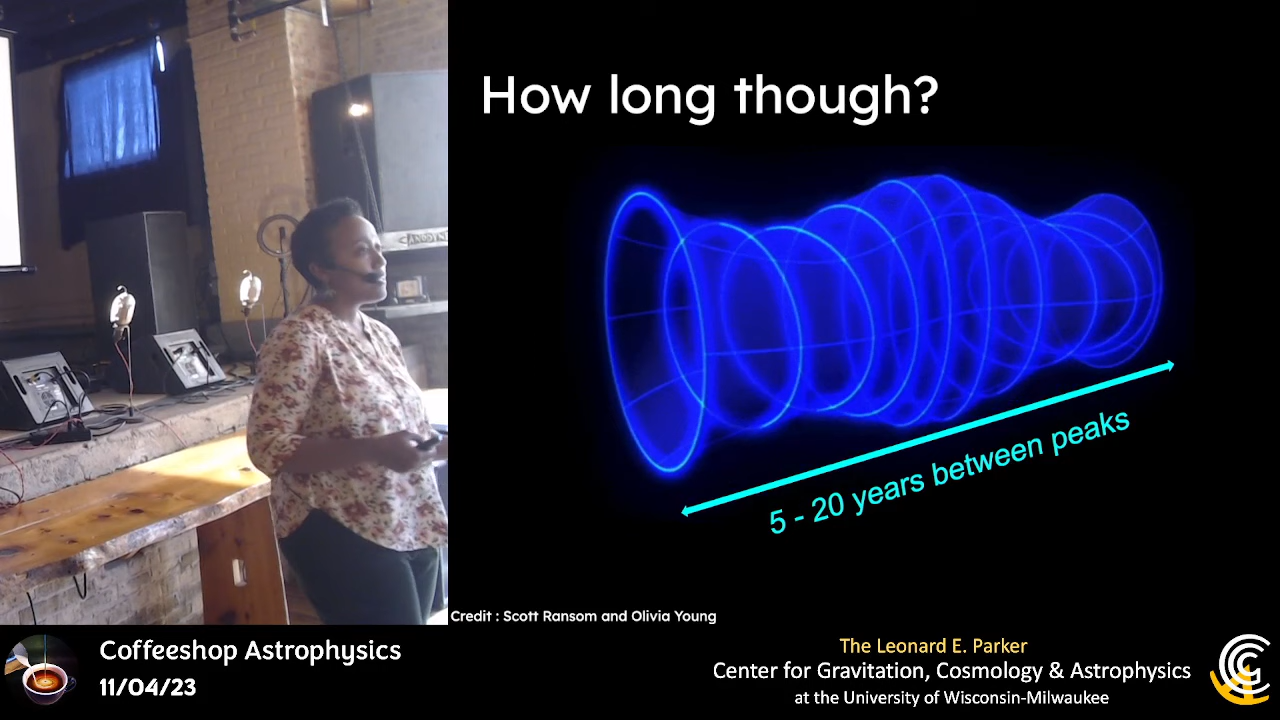 How long though?
5 - 20 years between peaks
Credit : Scott Ransom and Olivia Young
Coffeeshop Astrophysics
11/04/23
The Leonard E. Parker
Center for Gravitation, Cosmology & Astrophysics
at the University of Wisconsin-Milwaukee